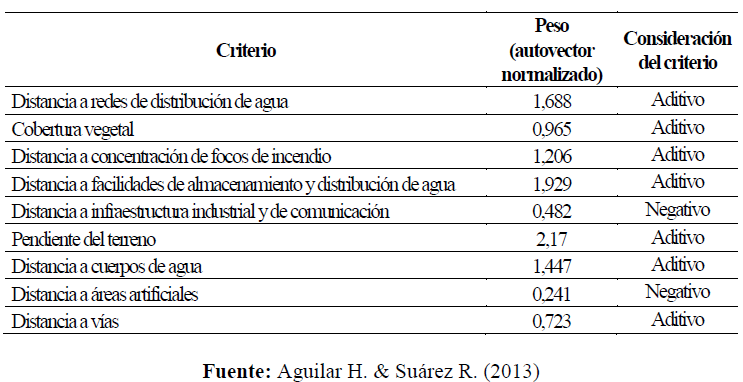 Criterio Peso (autovector normalizado) Consideración del criterio
Distancia a redes de distribución de agua 1,688 Aditivo
Cobertura vegetal 0,965 Aditivo
Distancia a concentración de focos de incendio 1,206 Aditivo
Distancia a facilidades de almacenamiento y distribución de agua 1,929 Aditivo
Distancia a infraestructura industrial y de comunicación 0,482 Negativo
Pendiente del terreno 2,17 Aditivo
Distancia a cuerpos de agua 1,447 Aditivo
Distancia a áreas artificiales 0,241 Negativo
Distancia a vías 0,723 Aditivo
Fuente: Aguilar H. & Suárez R. (2013)